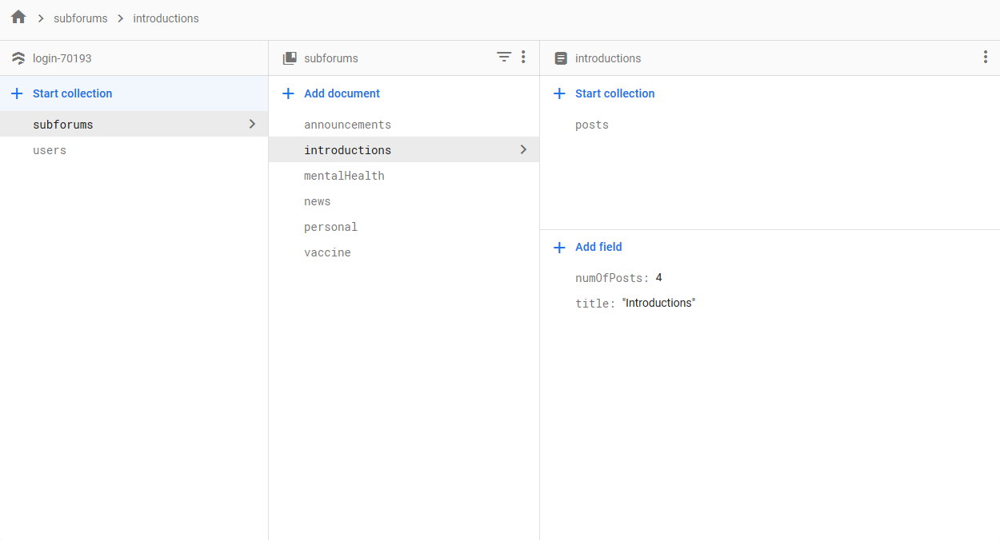 subforums > introductions
login-70193
Start collection
subforums
users
subforums
Add document
announcements
introductions
mentalHealth
news
personal
vaccine
introductions
Start collection
posts
Add field
numOfPosts: 4
title: "Introductions"